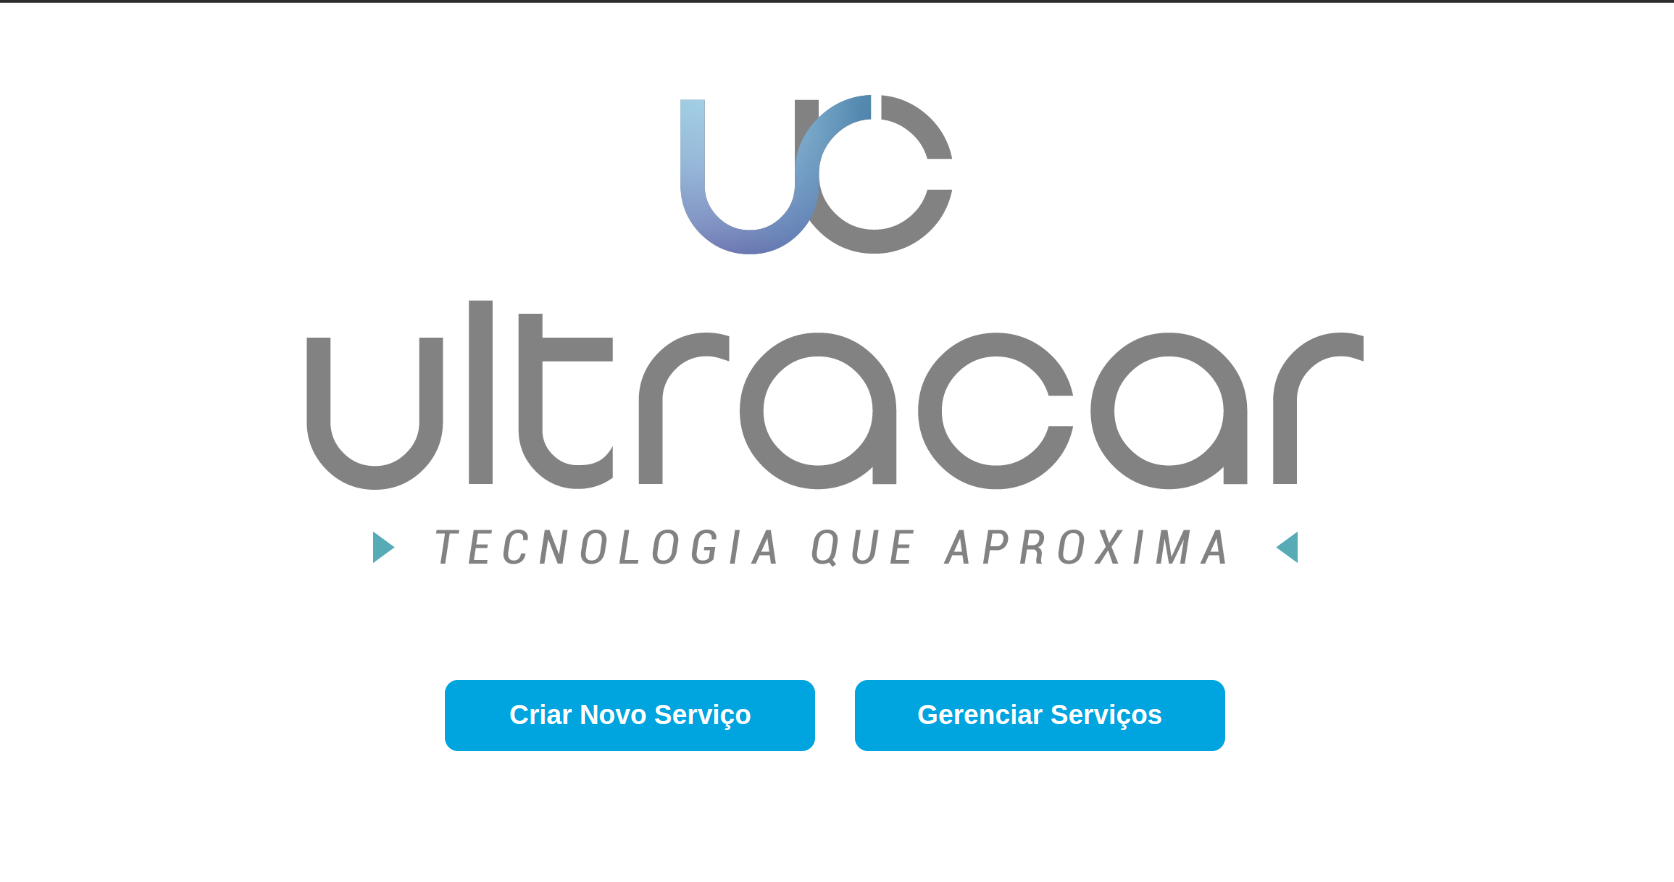 uc
ultracar
TECNOLOGIA QUE APROXIMA
Criar Novo Serviço
Gerenciar Serviços